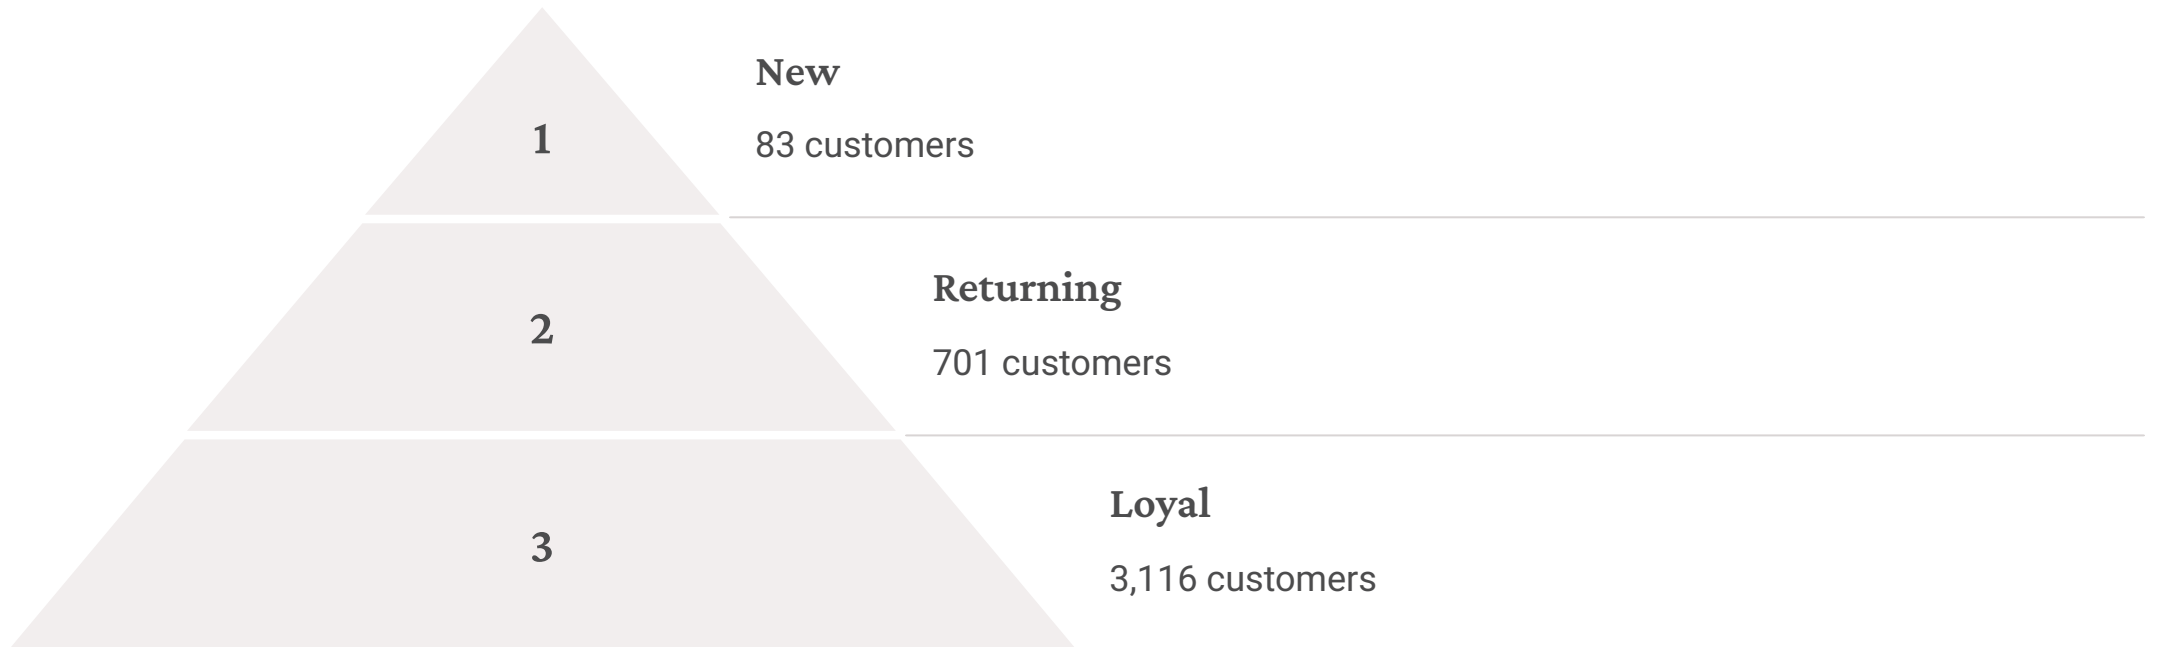 1
New
83 customers
2
Returning
701 customers
3
Loyal
3,116 customers